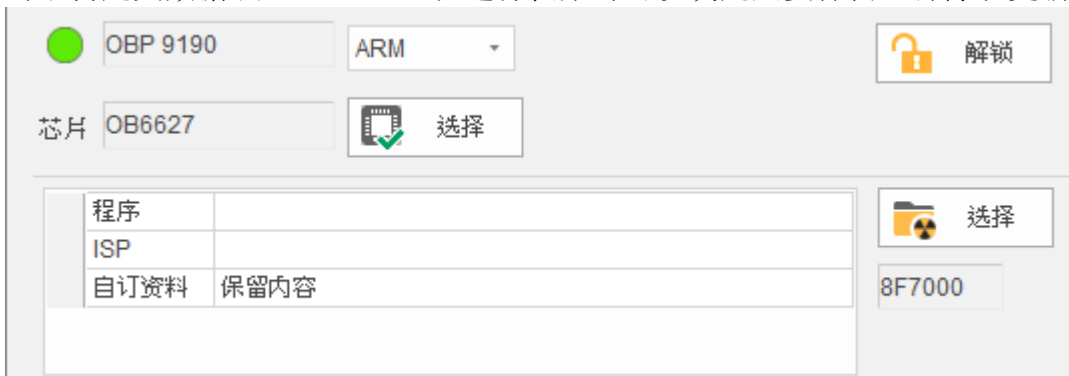 OBP 9190 ARM 解锁
芯片 OB6627 选择
程序 选择
ISP
自订资料 保留内容 8F7000